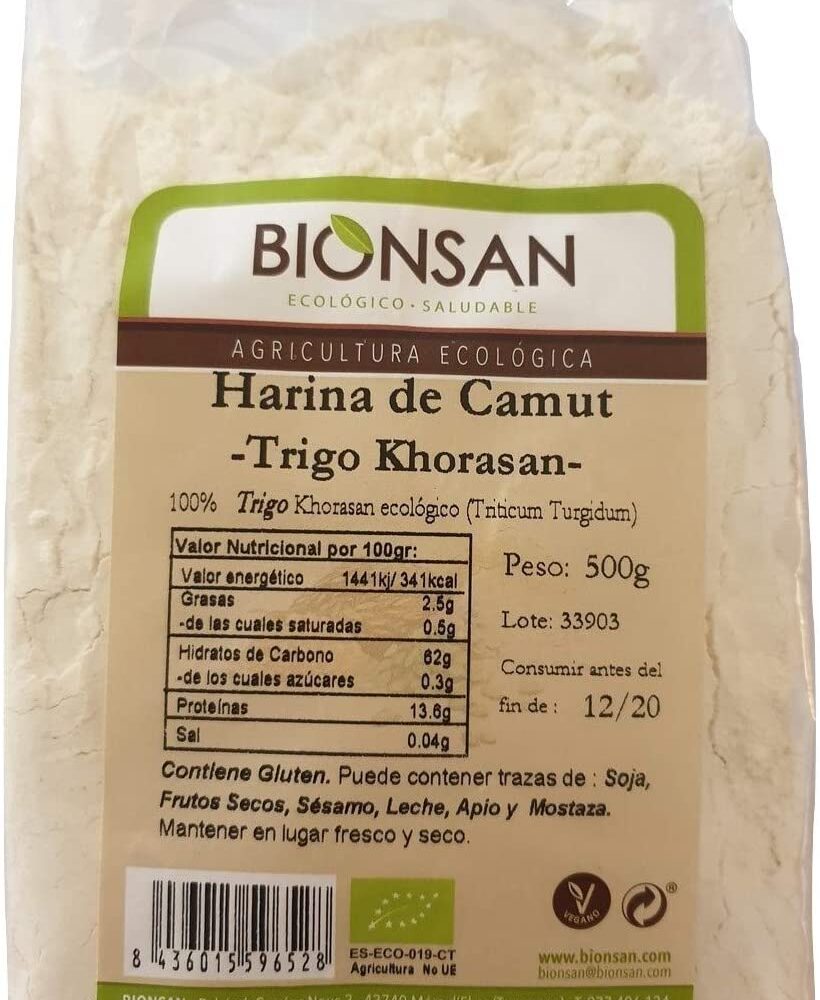 BIONSAN
ECOLÓGICO · SALUDABLE
AGRICULTURA ECOLÓGICA
Harina de Camut
-Trigo Khorasan-
100% Trigo Khorasan ecológico (Triticum Turgidum)
Valor Nutricional por 100gr:
Valor energético 1441kj/ 341kcal
Grasas 2.5g
-de las cuales saturadas 0.5g
Hidratos de Carbono 62g
-de los cuales azúcares 0.3g
Proteínas 13.6g
Sal 0.04g
Peso: 500g
Lote: 33903
Consumir antes del
fin de : 12/20
Contiene Gluten. Puede contener trazas de : Soja,
Frutos Secos, Sésamo, Leche, Apio y Mostaza.
Mantener en lugar fresco y seco.
8 436015 596528
ES-ECO-019-CT
Agricultura No UE
VEGANO
®
www.bionsan.com
bionsan@bionsan.com
BIONSAN